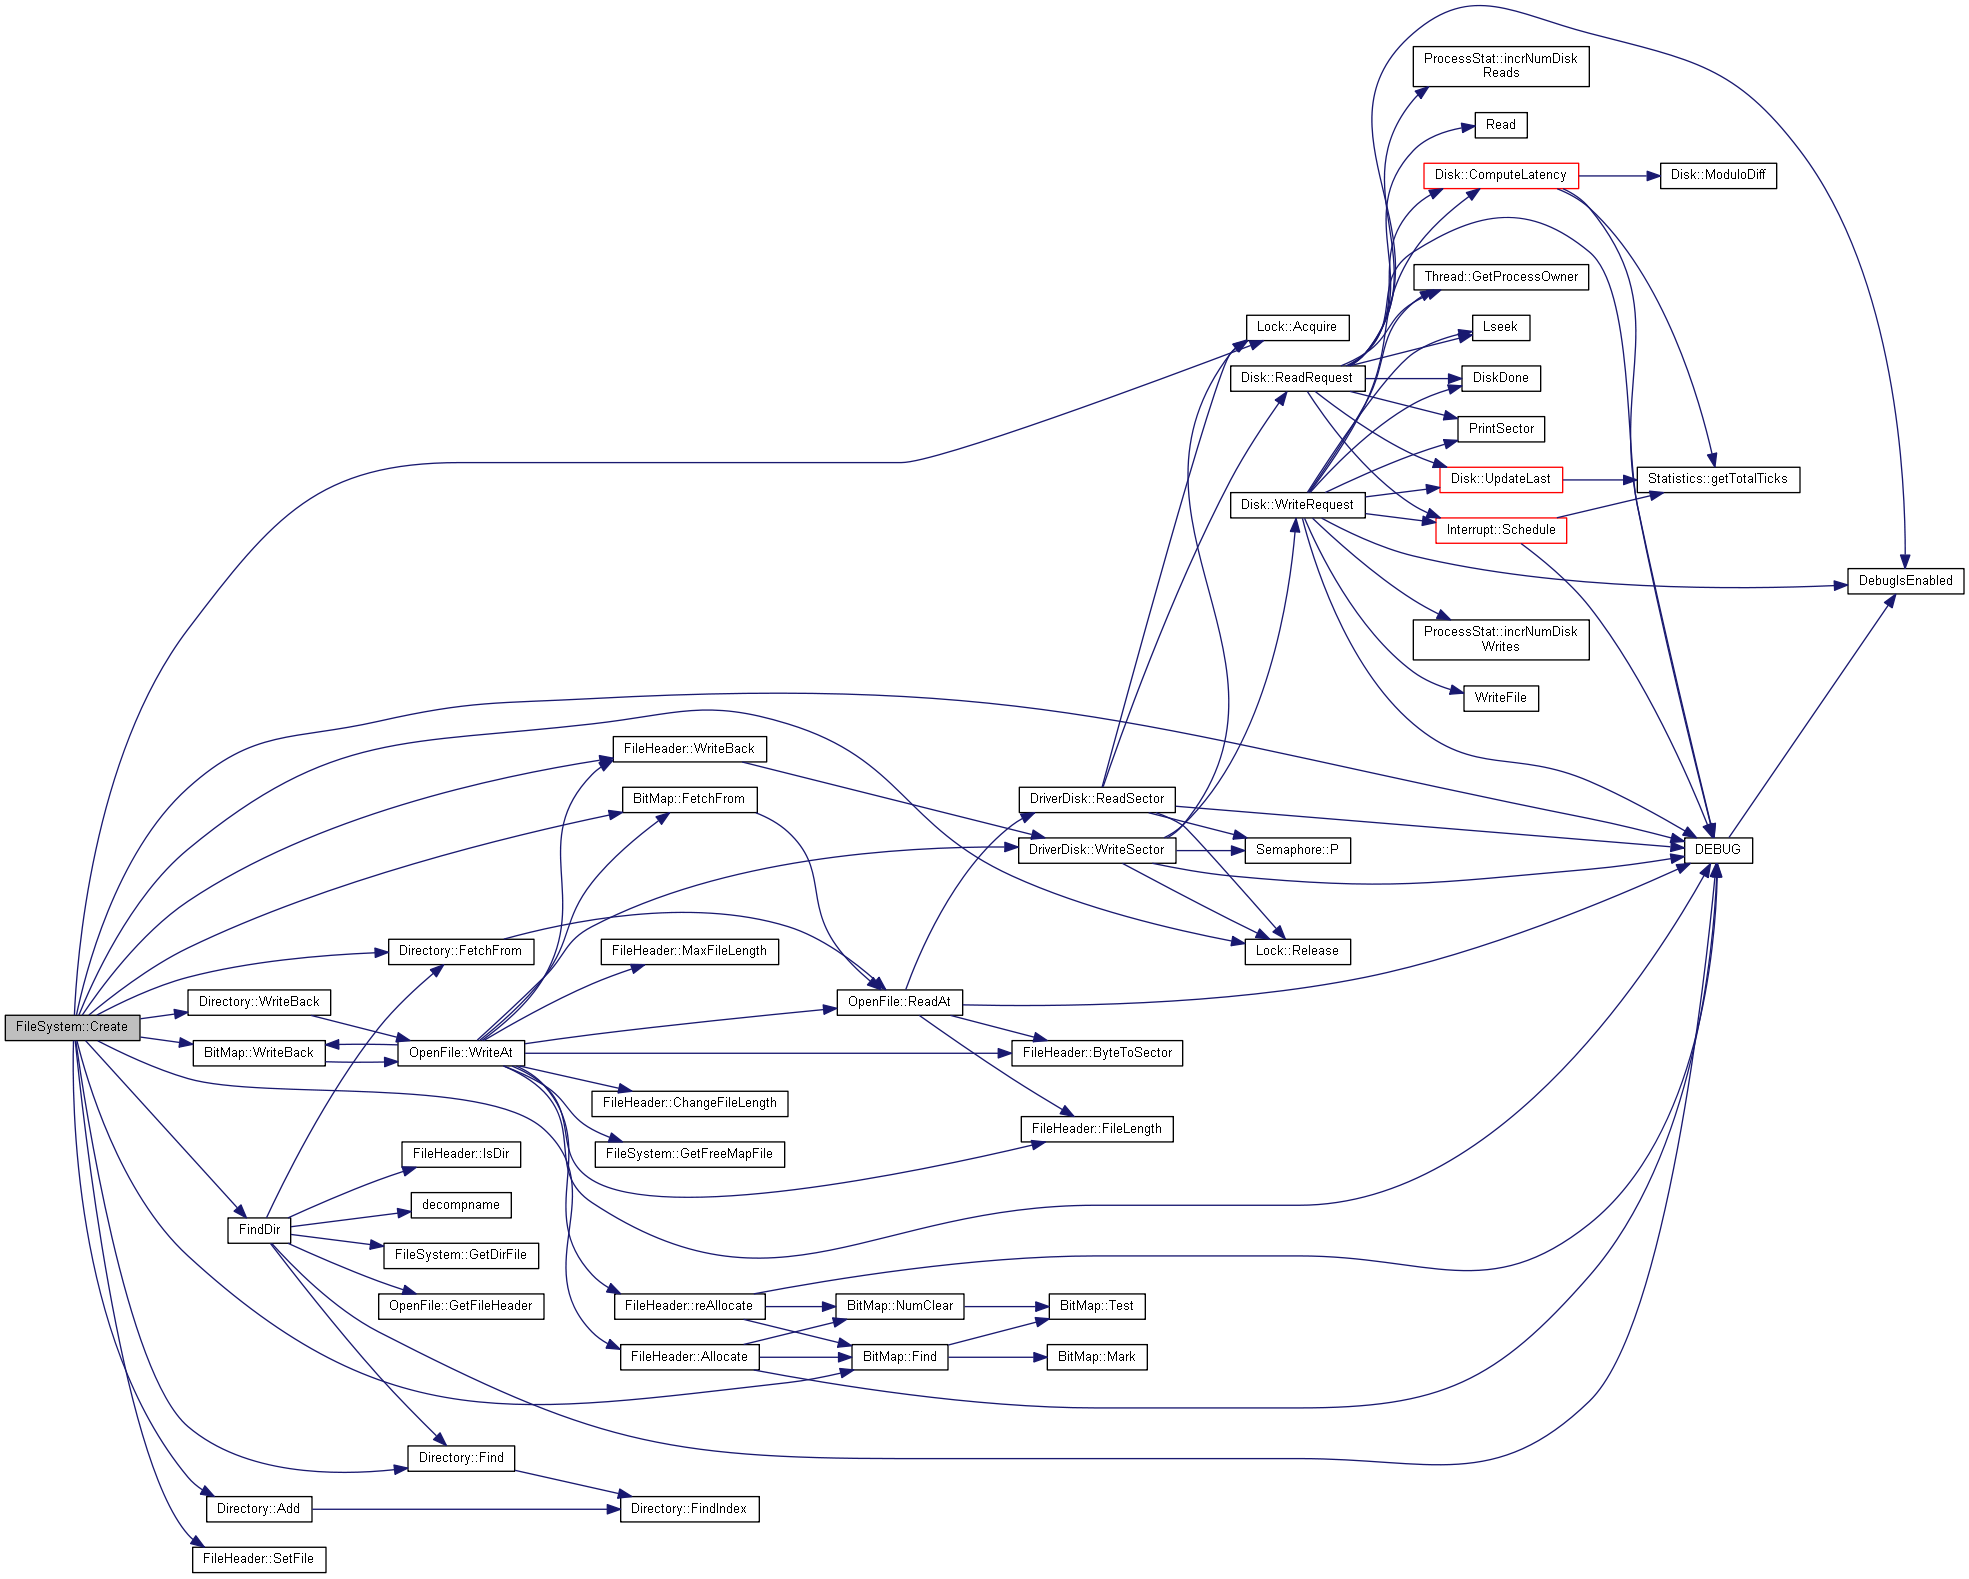 ProcessStat::incrNumDisk
Reads
Read
Disk::ComputeLatency
Disk::ModuloDiff
Thread::GetProcessOwner
Lock::Acquire
Lseek
Disk::ReadRequest
DiskDone
PrintSector
Disk::UpdateLast
Statistics::getTotalTicks
Disk::WriteRequest
Interrupt::Schedule
DebugIsEnabled
ProcessStat::incrNumDisk
Writes
WriteFile
FileHeader::WriteBack
BitMap::FetchFrom
DriverDisk::ReadSector
DriverDisk::WriteSector
Semaphore::P
DEBUG
Directory::FetchFrom
FileHeader::MaxFileLength
Lock::Release
Directory::WriteBack
OpenFile::ReadAt
FileSystem::Create
BitMap::WriteBack
OpenFile::WriteAt
FileHeader::ByteToSector
FileHeader::ChangeFileLength
FileHeader::FileLength
FileHeader::IsDir
FileSystem::GetFreeMapFile
decompname
FindDir
FileSystem::GetDirFile
OpenFile::GetFileHeader
FileHeader::reAllocate
BitMap::NumClear
BitMap::Test
FileHeader::Allocate
BitMap::Find
BitMap::Mark
Directory::Find
Directory::Add
Directory::FindIndex
FileHeader::SetFile